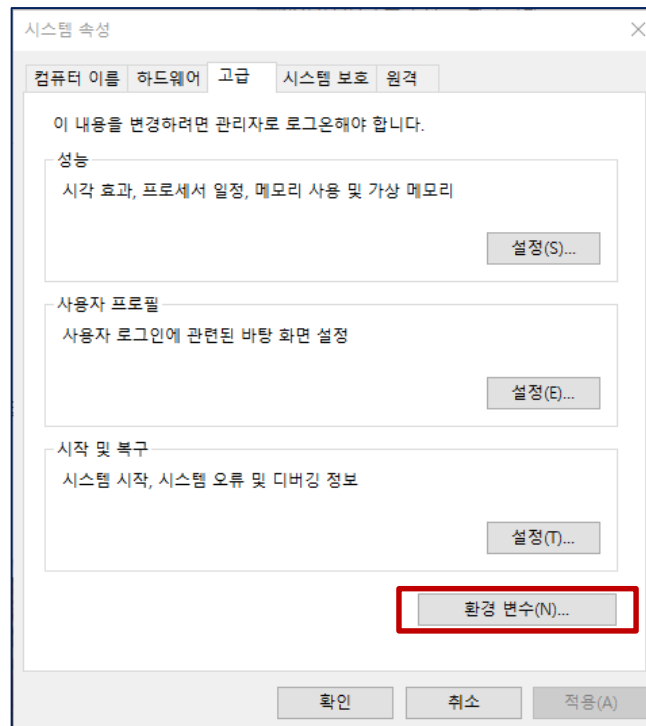 시스템 속성
컴퓨터 이름 하드웨어 고급 시스템 보호 원격
이 내용을 변경하려면 관리자로 로그온해야 합니다.
성능
시각 효과, 프로세서 일정, 메모리 사용 및 가상 메모리
설정(S)...
사용자 프로필
사용자 로그인에 관련된 바탕 화면 설정
설정(E)...
시작 및 복구
시스템 시작, 시스템 오류 및 디버깅 정보
설정(T)...
환경 변수(N)...
확인 취소 적용(A)